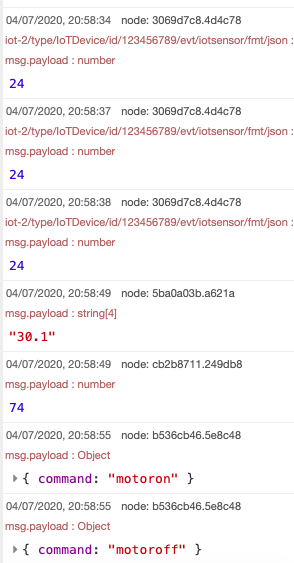 04/07/2020, 20:58:34 node: 3069d7c8.4d4c78
iot-2/type/IoTDevice/id/123456789/evt/iotsensor/fmt/json :
msg.payload : number
24
04/07/2020, 20:58:37 node: 3069d7c8.4d4c78
iot-2/type/IoTDevice/id/123456789/evt/iotsensor/fmt/json :
msg.payload : number
24
04/07/2020, 20:58:38 node: 3069d7c8.4d4c78
iot-2/type/IoTDevice/id/123456789/evt/iotsensor/fmt/json :
msg.payload : number
24
04/07/2020, 20:58:49 node: 5ba0a03b.a621a
msg.payload : string[4]
"30.1"
04/07/2020, 20:58:49 node: cb2b8711.249db8
msg.payload : number
74
04/07/2020, 20:58:55 node: b536cb46.5e8c48
msg.payload : Object
{ command: "motoron" }
04/07/2020, 20:58:55 node: b536cb46.5e8c48
msg.payload : Object
{ command: "motoroff" }